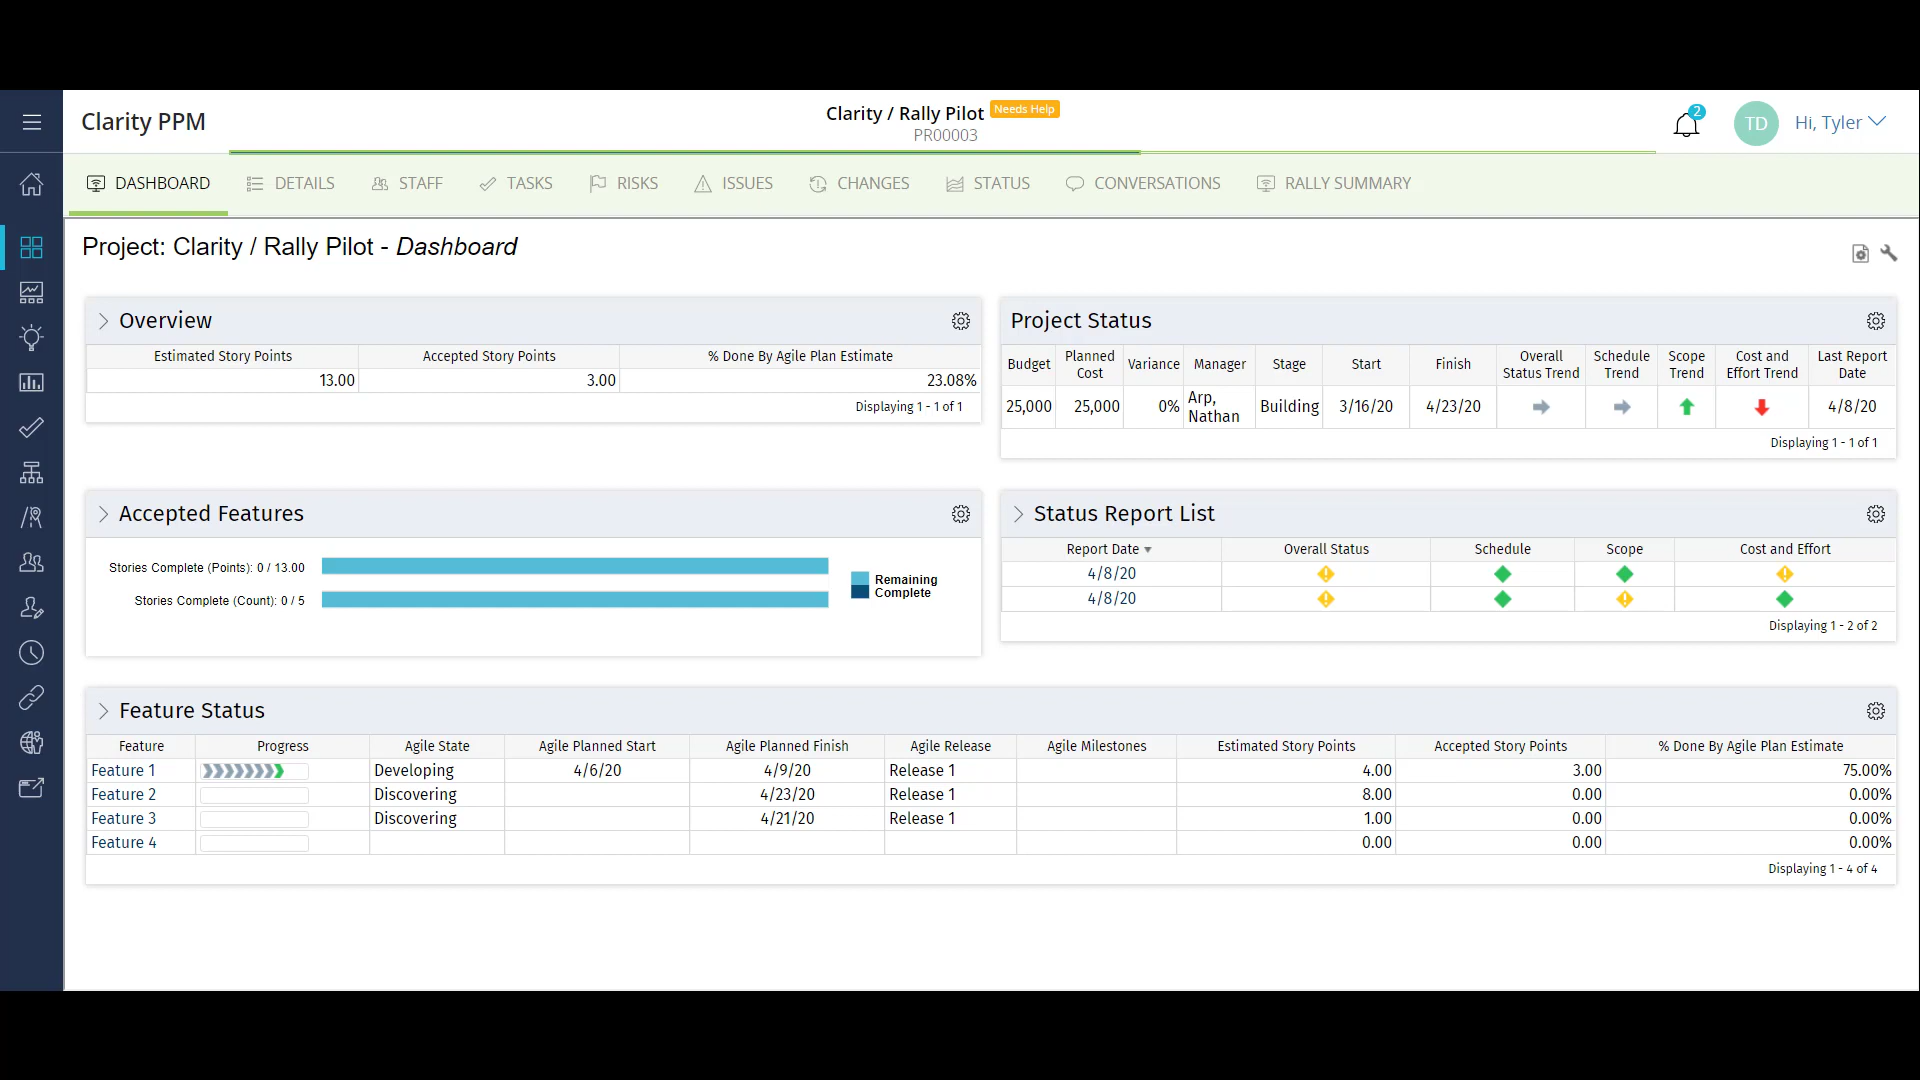 Clarity PPM
Clarity / Rally Pilot Needs Help
PR00003
2
TD
Hi, Tyler
DASHBOARD DETAILS STAFF TASKS RISKS ISSUES CHANGES STATUS CONVERSATIONS RALLY SUMMARY
Project: Clarity / Rally Pilot - Dashboard
Overview
Estimated Story Points Accepted Story Points % Done By Agile Plan Estimate
13.00 3.00 23.08%
Displaying 1 - 1 of 1
Project Status
Budget Planned Cost Variance Manager Stage Start Finish Overall Status Trend Schedule Trend Scope Trend Cost and Effort Trend Last Report Date
25,000 25,000 0% Arp, Nathan Building 3/16/20 4/23/20 4/8/20
Displaying 1 - 1 of 1
Accepted Features
Stories Complete (Points): 0 / 13.00
Stories Complete (Count): 0 / 5
Remaining
Complete
Status Report List
Report Date Overall Status Schedule Scope Cost and Effort
4/8/20
4/8/20
Displaying 1 - 2 of 2
Feature Status
Feature Progress Agile State Agile Planned Start Agile Planned Finish Agile Release Agile Milestones Estimated Story Points Accepted Story Points % Done By Agile Plan Estimate
Feature 1 Developing 4/6/20 4/9/20 Release 1 4.00 3.00 75.00%
Feature 2 Discovering 4/23/20 Release 1 8.00 0.00 0.00%
Feature 3 Discovering 4/21/20 Release 1 1.00 0.00 0.00%
Feature 4 0.00 0.00 0.00%
Displaying 1 - 4 of 4